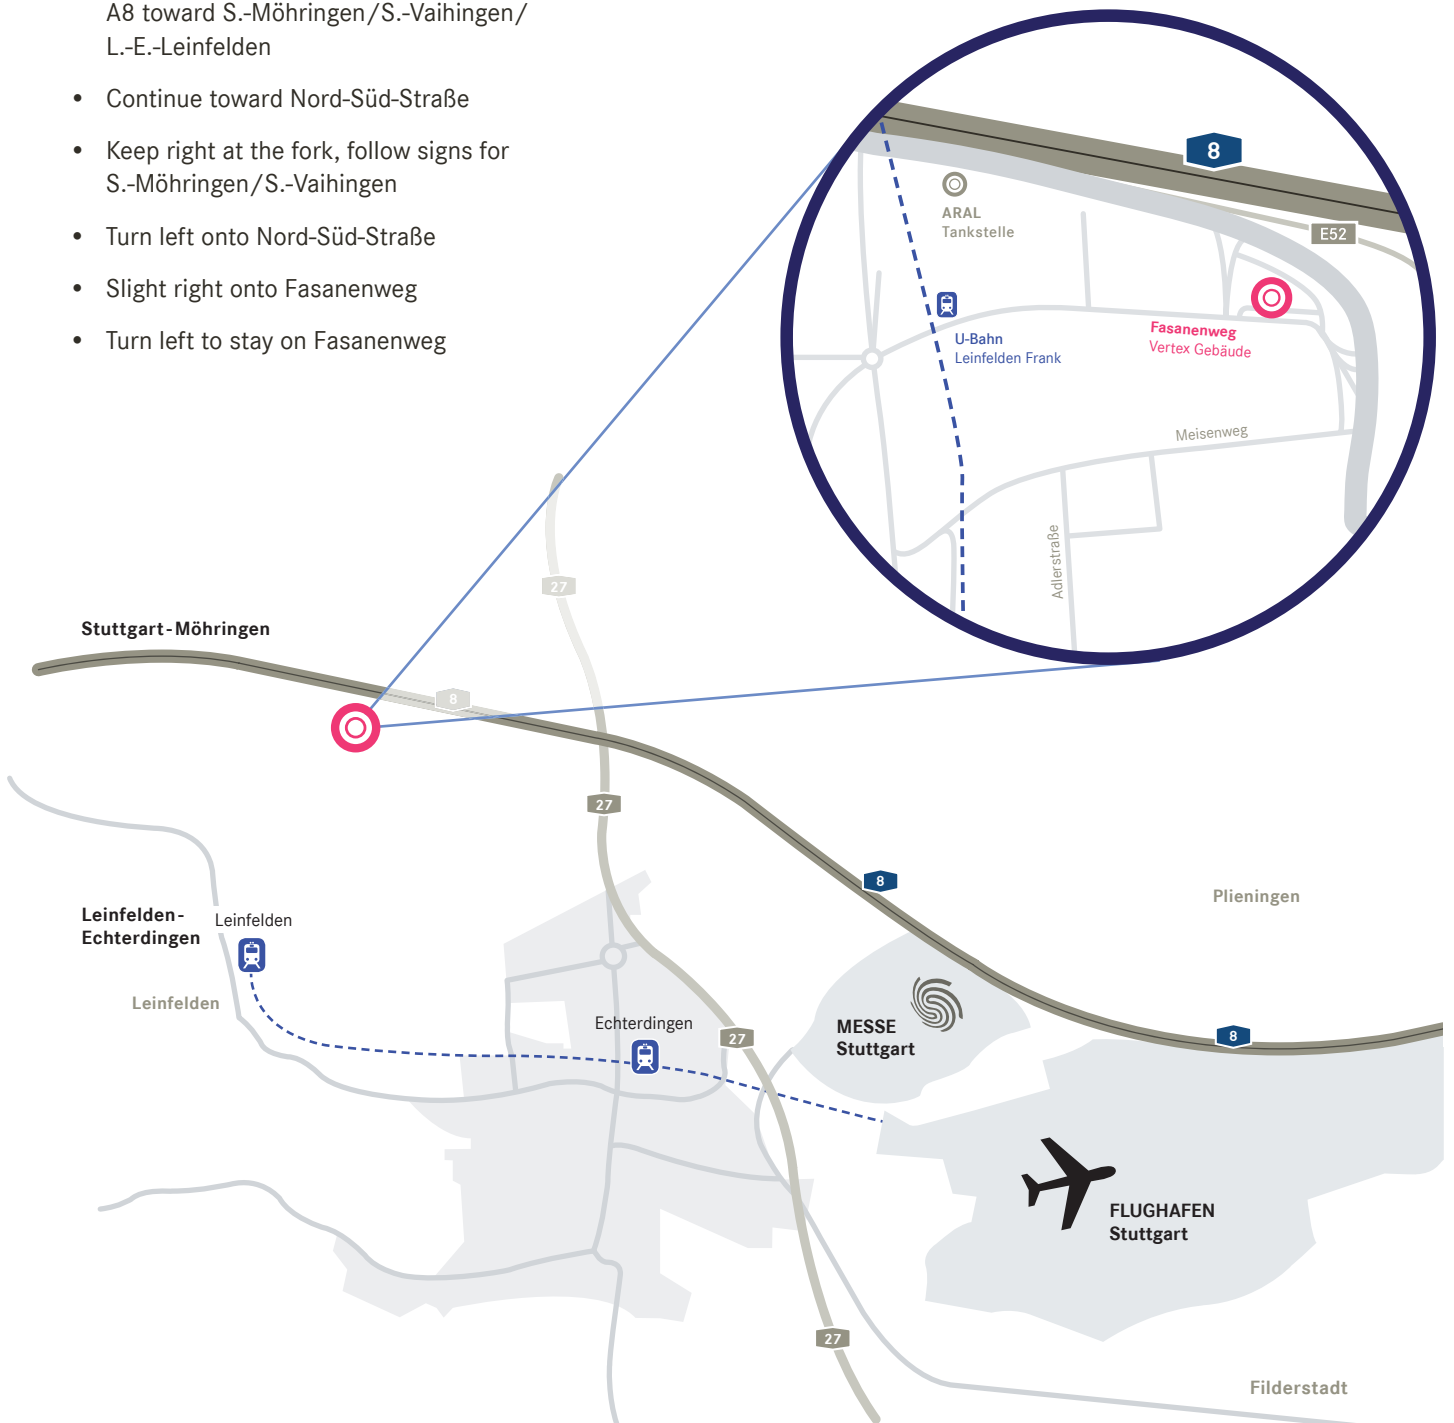 A8 toward S.-Möhringen/S.-Vaihingen/
L.-E.-Leinfelden
• Continue toward Nord-Süd-Straße
• Keep right at the fork, follow signs for
S.-Möhringen/S.-Vaihingen
• Turn left onto Nord-Süd-Straße
• Slight right onto Fasanenweg
• Turn left to stay on Fasanenweg
8
ARAL
Tankstelle
E52
U-Bahn
Leinfelden Frank
Fasanenweg
Vertex Gebäude
Meisenweg
Adlerstraße
27
Stuttgart-Möhringen
8
27
8
Plieningen
Leinfelden-
Echterdingen
Leinfelden
Leinfelden
Echterdingen
27
MESSE
Stuttgart
8
FLUGHAFEN
Stuttgart
27
Filderstadt